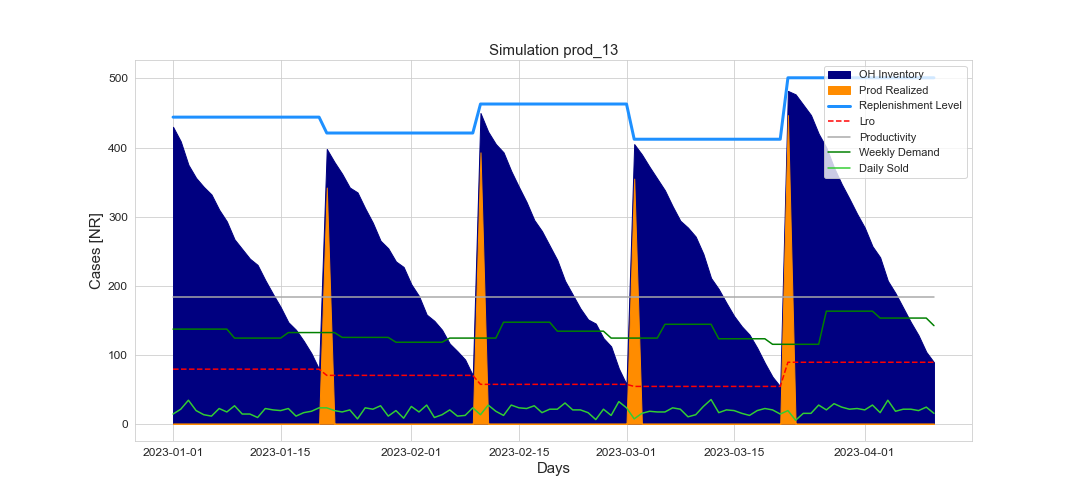 Simulation prod_13
500
400
300
200
100
0
Cases [NR]
OH Inventory
Prod Realized
Replenishment Level
Lro
Productivity
Weekly Demand
Daily Sold
2023-01-01
2023-01-15
2023-02-01
2023-02-15
2023-03-01
2023-03-15
2023-04-01
Days